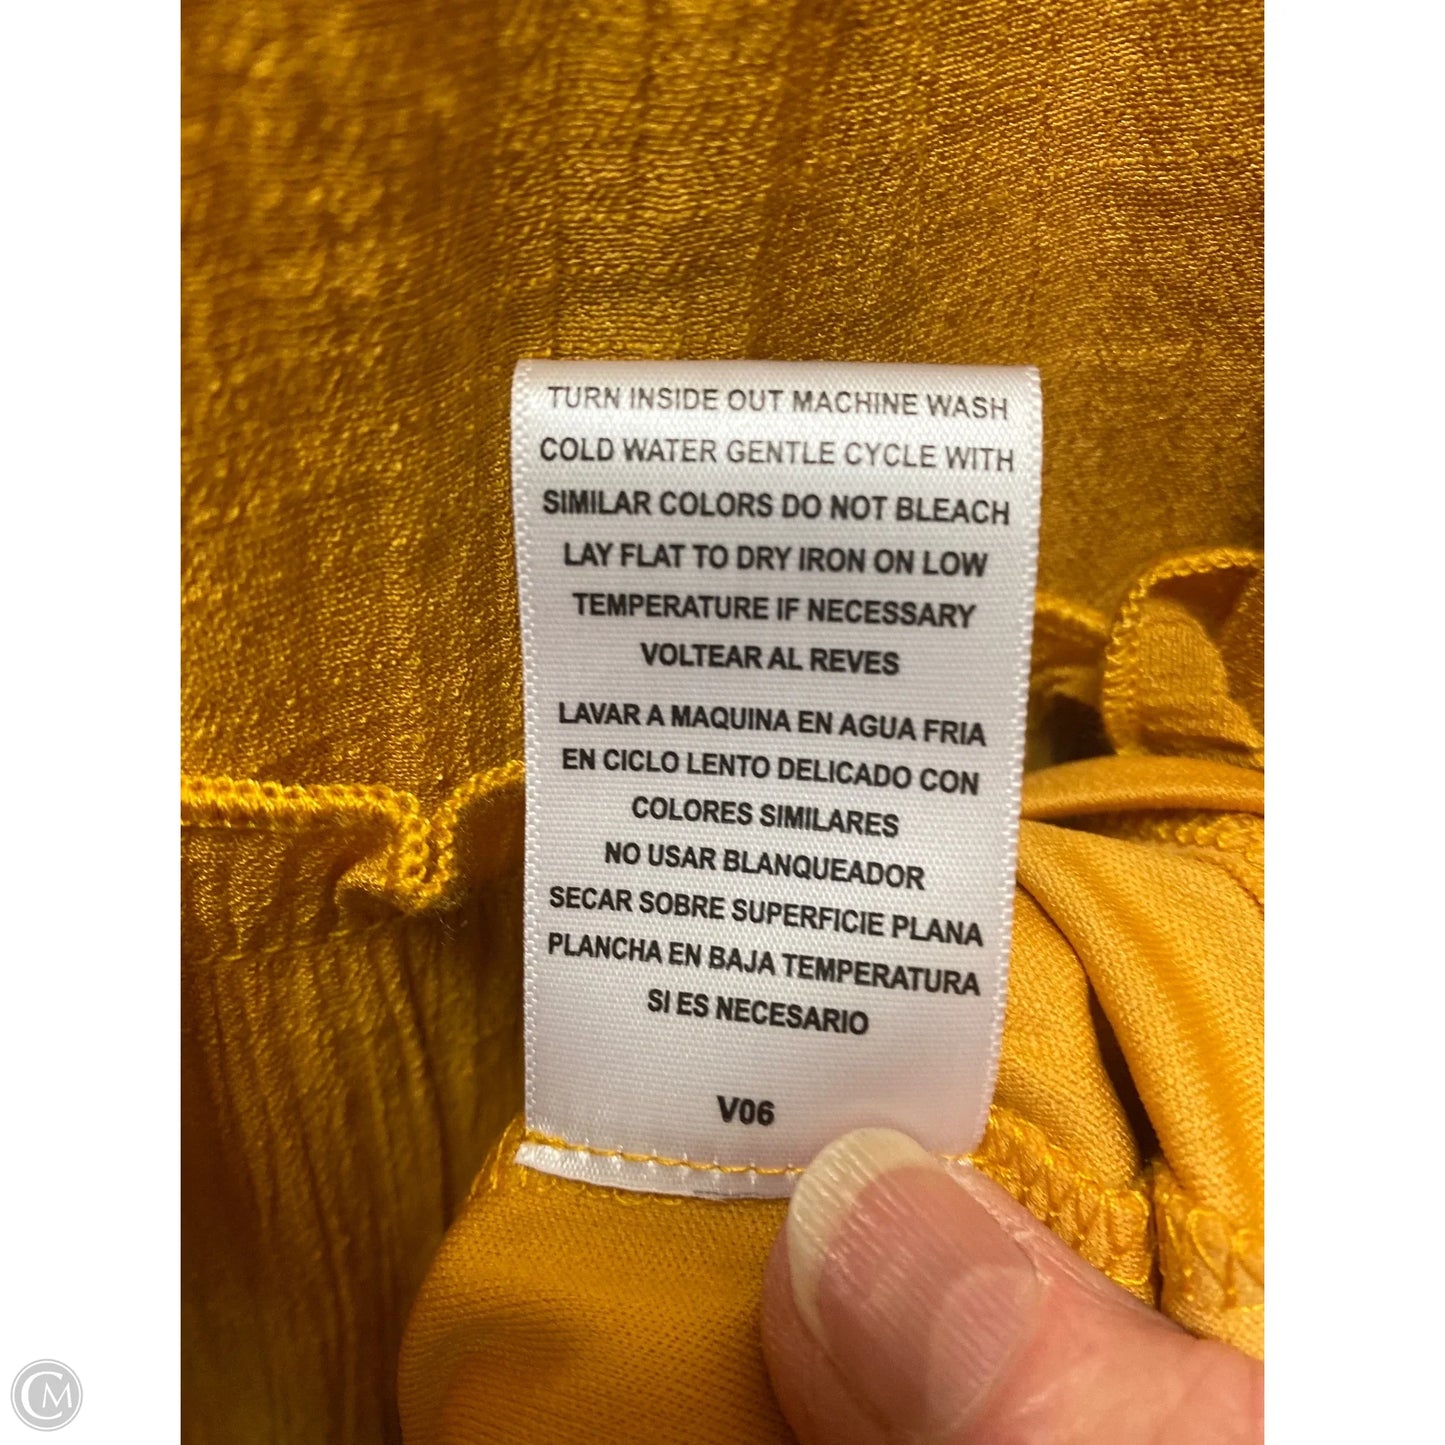 TURN INSIDE OUT MACHINE WASH
COLD WATER GENTLE CYCLE WITH
SIMILAR COLORS DO NOT BLEACH
LAY FLAT TO DRY IRON ON LOW
TEMPERATURE IF NECESSARY
VOLTEAR AL REVES
LAVAR A MAQUINA EN AGUA FRIA
EN CICLO LENTO DELICADO CON
COLORES SIMILARES
NO USAR BLANQUEADOR
SECAR SOBRE SUPERFICIE PLANA
PLANCHA EN BAJA TEMPERATURA
SI ES NECESARIO
V06
CM